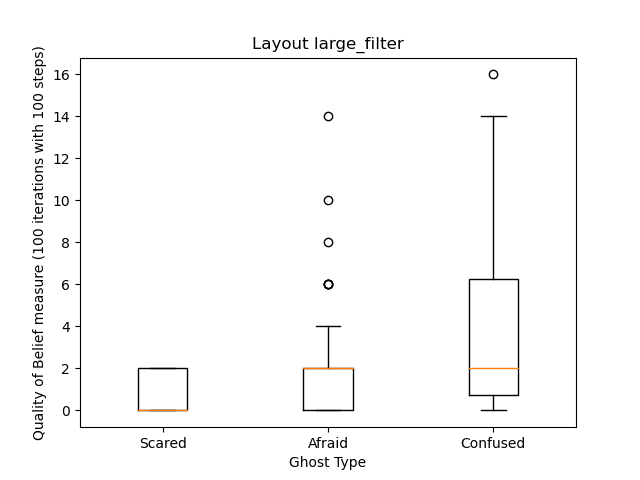 Layout large_filter
Quality of Belief measure (100 iterations with 100 steps)
16
14
12
10
8
6
4
2
0
Scared Afraid Confused
Ghost Type